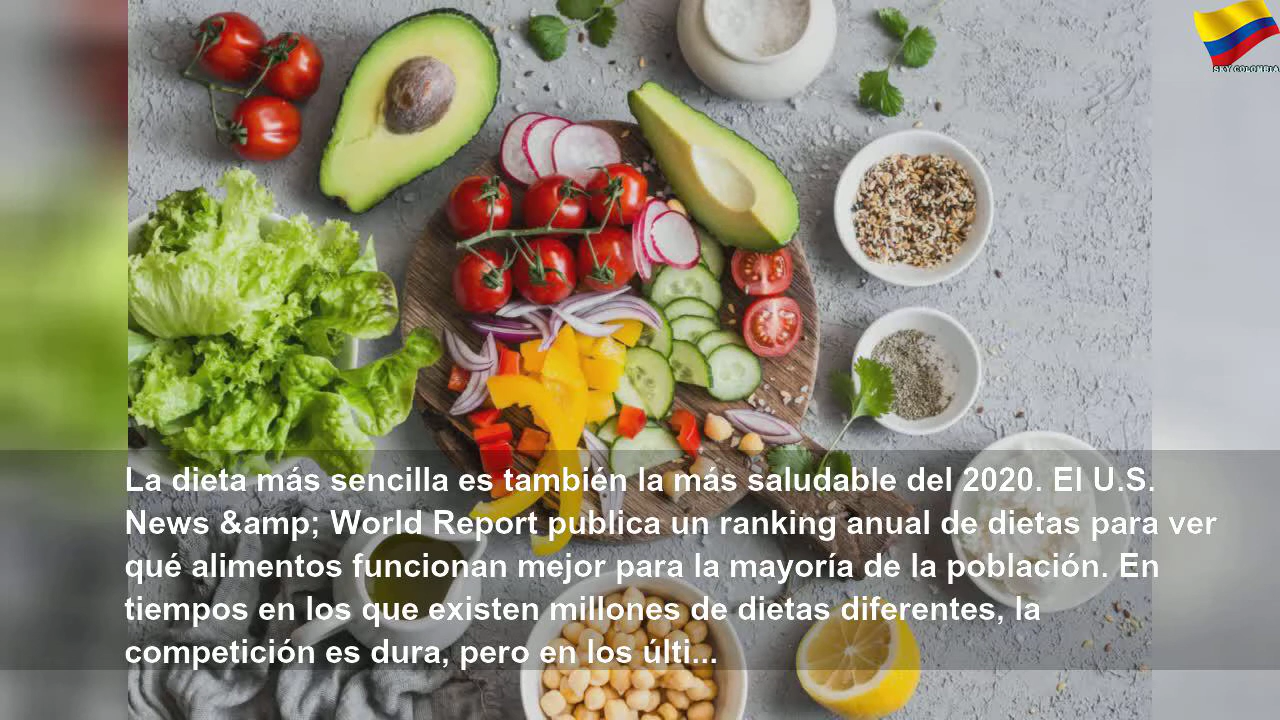 SKY COLOMBIA
La dieta más sencilla es también la más saludable del 2020. El U.S.
News &amp; World Report publica un ranking anual de dietas para ver
qué alimentos funcionan mejor para la mayoría de la población. En
tiempos en los que existen millones de dietas diferentes, la
competición es dura, pero en los últi...